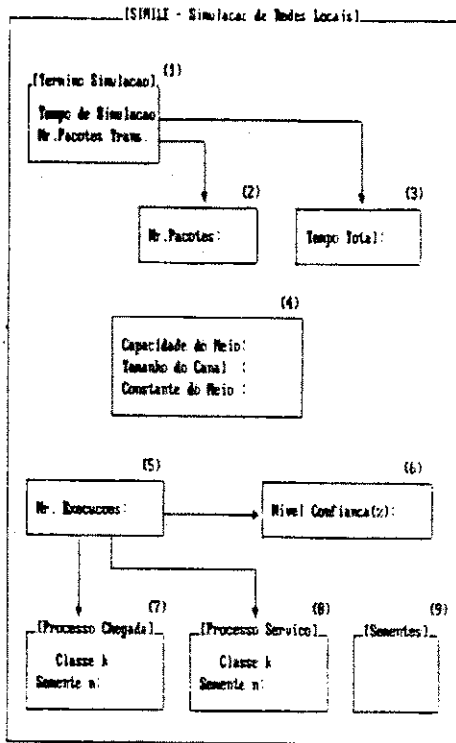 [SIMILE - Simulacao de Redes Locais]
[Termino Simulacao] (1)
Tempo de Simulacao
Nr.Pacotes Trans.
(2) (3)
Nr.Pacotes: Tempo Total:
(4)
Capacidade do Meio:
Tamanho do Canal :
Constante do Meio :
(5) (6)
Nr. Execucoes: Nivel Confianca(%):
(7) (8) (9)
[Processo Chegada] [Processo Servico] [Sementes]
Classe k Classe k
Semente n: Semente n: